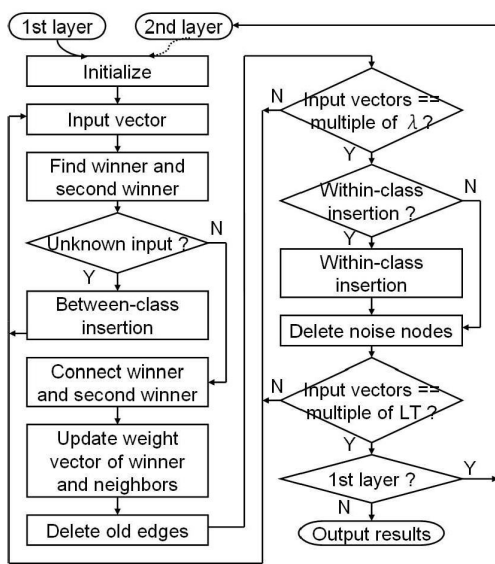 1st layer
2nd layer
Initialize
Input vector
Find winner and
second winner
Unknown input ?
N
Y
Between-class
insertion
Connect winner
and second winner
Update weight
vector of winner
and neighbors
Delete old edges
Input vectors ==
multiple of λ ?
N
Y
Within-class
insertion ?
N
Y
Within-class
insertion
Delete noise nodes
Input vectors ==
multiple of LT ?
N
Y
1st layer ?
Y
N
Output results